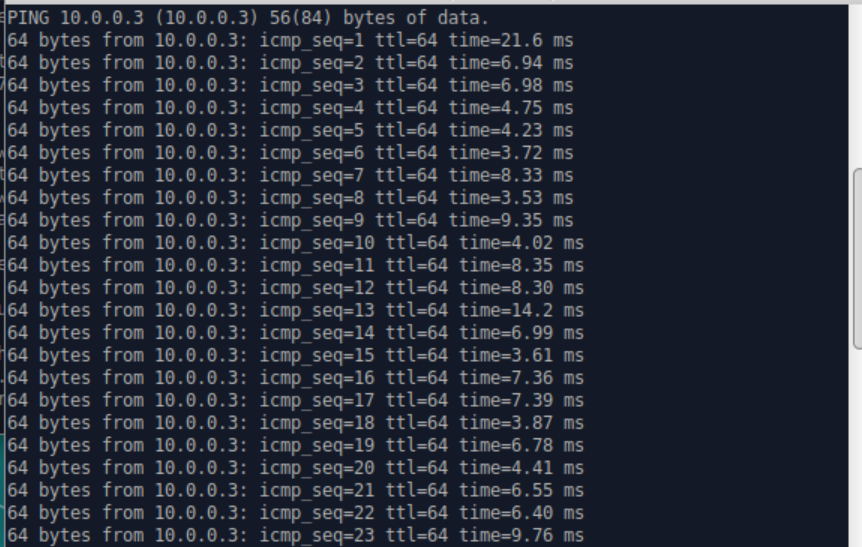 PING 10.0.0.3 (10.0.0.3) 56(84) bytes of data.
64 bytes from 10.0.0.3: icmp_seq=1 ttl=64 time=21.6 ms
64 bytes from 10.0.0.3: icmp_seq=2 ttl=64 time=6.94 ms
64 bytes from 10.0.0.3: icmp_seq=3 ttl=64 time=6.98 ms
64 bytes from 10.0.0.3: icmp_seq=4 ttl=64 time=4.75 ms
64 bytes from 10.0.0.3: icmp_seq=5 ttl=64 time=4.23 ms
64 bytes from 10.0.0.3: icmp_seq=6 ttl=64 time=3.72 ms
64 bytes from 10.0.0.3: icmp_seq=7 ttl=64 time=8.33 ms
64 bytes from 10.0.0.3: icmp_seq=8 ttl=64 time=3.53 ms
64 bytes from 10.0.0.3: icmp_seq=9 ttl=64 time=9.35 ms
64 bytes from 10.0.0.3: icmp_seq=10 ttl=64 time=4.02 ms
64 bytes from 10.0.0.3: icmp_seq=11 ttl=64 time=8.35 ms
64 bytes from 10.0.0.3: icmp_seq=12 ttl=64 time=8.30 ms
64 bytes from 10.0.0.3: icmp_seq=13 ttl=64 time=14.2 ms
64 bytes from 10.0.0.3: icmp_seq=14 ttl=64 time=6.99 ms
64 bytes from 10.0.0.3: icmp_seq=15 ttl=64 time=3.61 ms
64 bytes from 10.0.0.3: icmp_seq=16 ttl=64 time=7.36 ms
64 bytes from 10.0.0.3: icmp_seq=17 ttl=64 time=7.39 ms
64 bytes from 10.0.0.3: icmp_seq=18 ttl=64 time=3.87 ms
64 bytes from 10.0.0.3: icmp_seq=19 ttl=64 time=6.78 ms
64 bytes from 10.0.0.3: icmp_seq=20 ttl=64 time=4.41 ms
64 bytes from 10.0.0.3: icmp_seq=21 ttl=64 time=6.55 ms
64 bytes from 10.0.0.3: icmp_seq=22 ttl=64 time=6.40 ms
64 bytes from 10.0.0.3: icmp_seq=23 ttl=64 time=9.76 ms